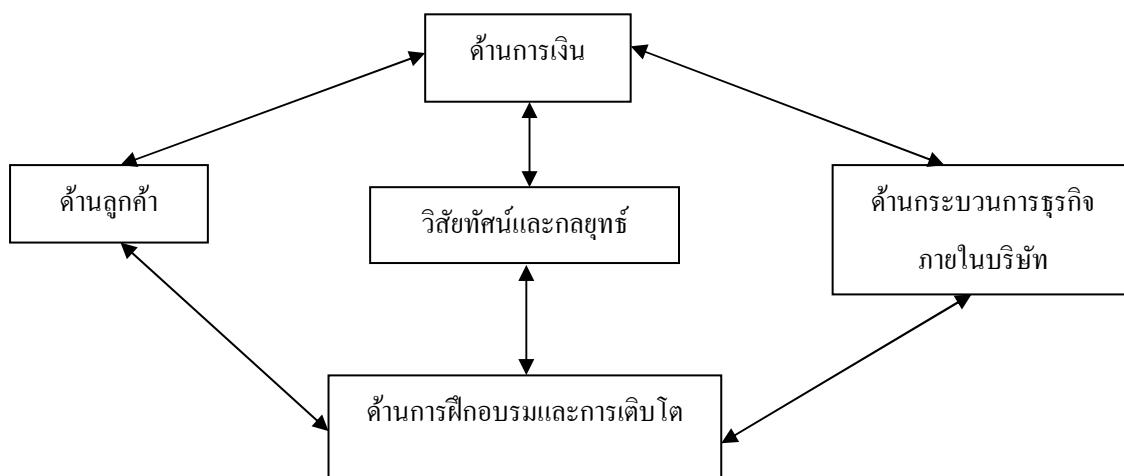 ด้านการเงิน
ด้านลูกค้า
วิสัยทัศน์และกลยุทธ์
ด้านกระบวนการธุรกิจ
ภายในบริษัท
ด้านการฝึกอบรมและการเติบโต